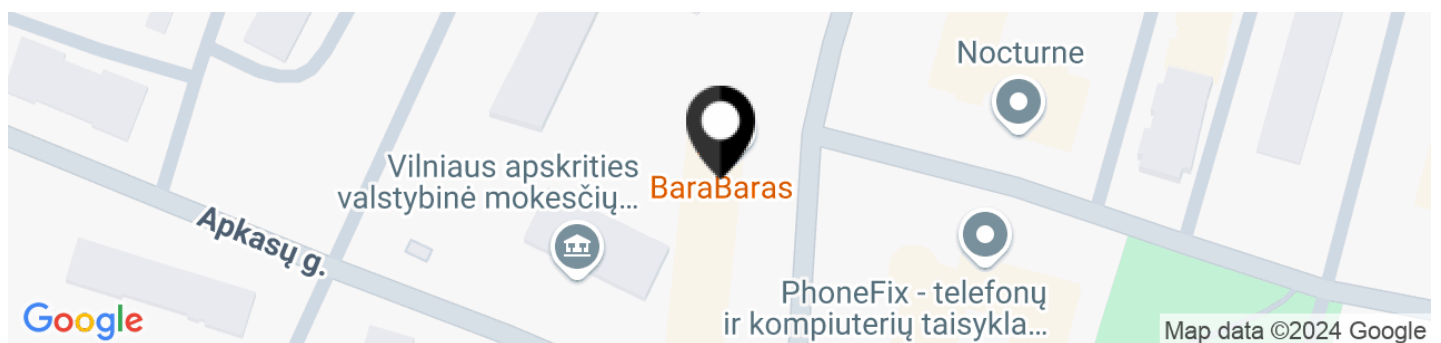 Nocturne
Vilniaus apskrities
valstybinė mokesčių...
BaraBaras
Apkasų g.
PhoneFix - telefonų
ir kompiuterių taisykla...
Google
Map data ©2024 Google